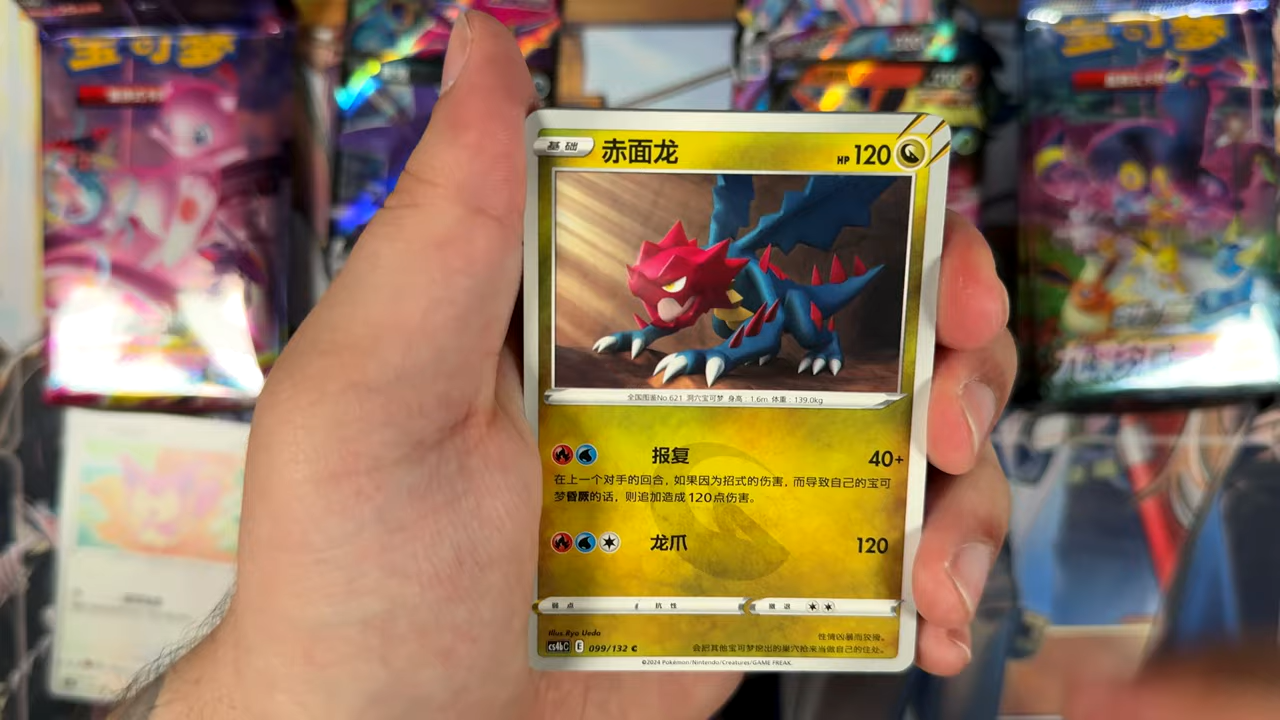 宝可梦
宝可梦
基础 赤面龙 HP 120
全国图鉴No.621 洞穴宝可梦 身高：1.6m 体重：139.0kg
报复 40+
在上一个对手的回合，如果因为招式的伤害，而导致自己的宝可
梦昏厥的话，则追加造成120点伤害。
龙爪 120
弱点 抗性 撤退
Illus. Ryo Ueda
cs4bC E 099/132 C
性情凶暴而狡猾。
会把其他宝可梦挖出的巢穴抢来当做自己的住处。
©2024 Pokémon/Nintendo/Creatures/GAME FREAK.